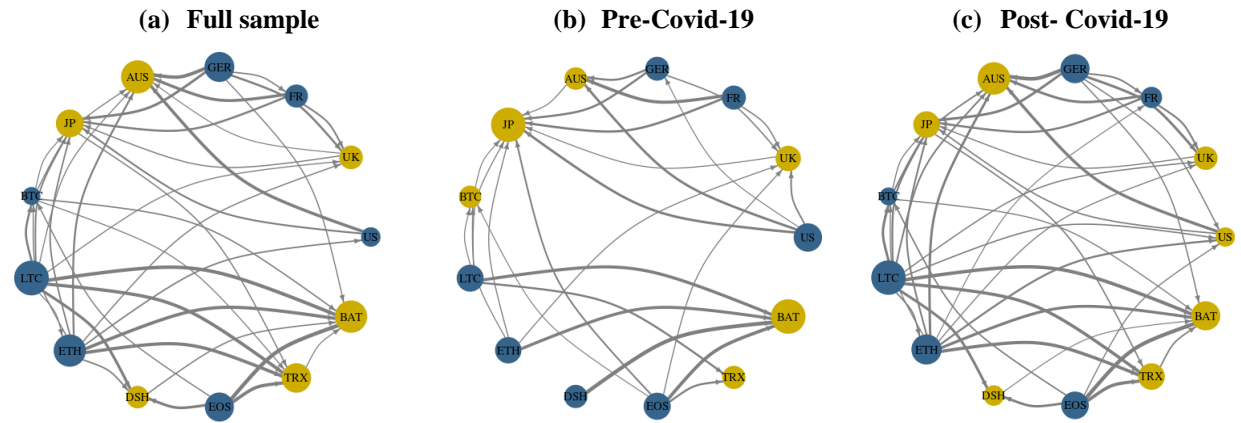 (a) Full sample
(b) Pre-Covid-19
(c) Post- Covid-19
GER
AUS
FR
JP
UK
BTC
US
LTC
BAT
ETH
TRX
DSH
EOS
GER
AUS
FR
JP
UK
BTC
US
LTC
BAT
ETH
TRX
DSH
EOS
GER
AUS
FR
JP
UK
BTC
US
LTC
BAT
ETH
TRX
DSH
EOS